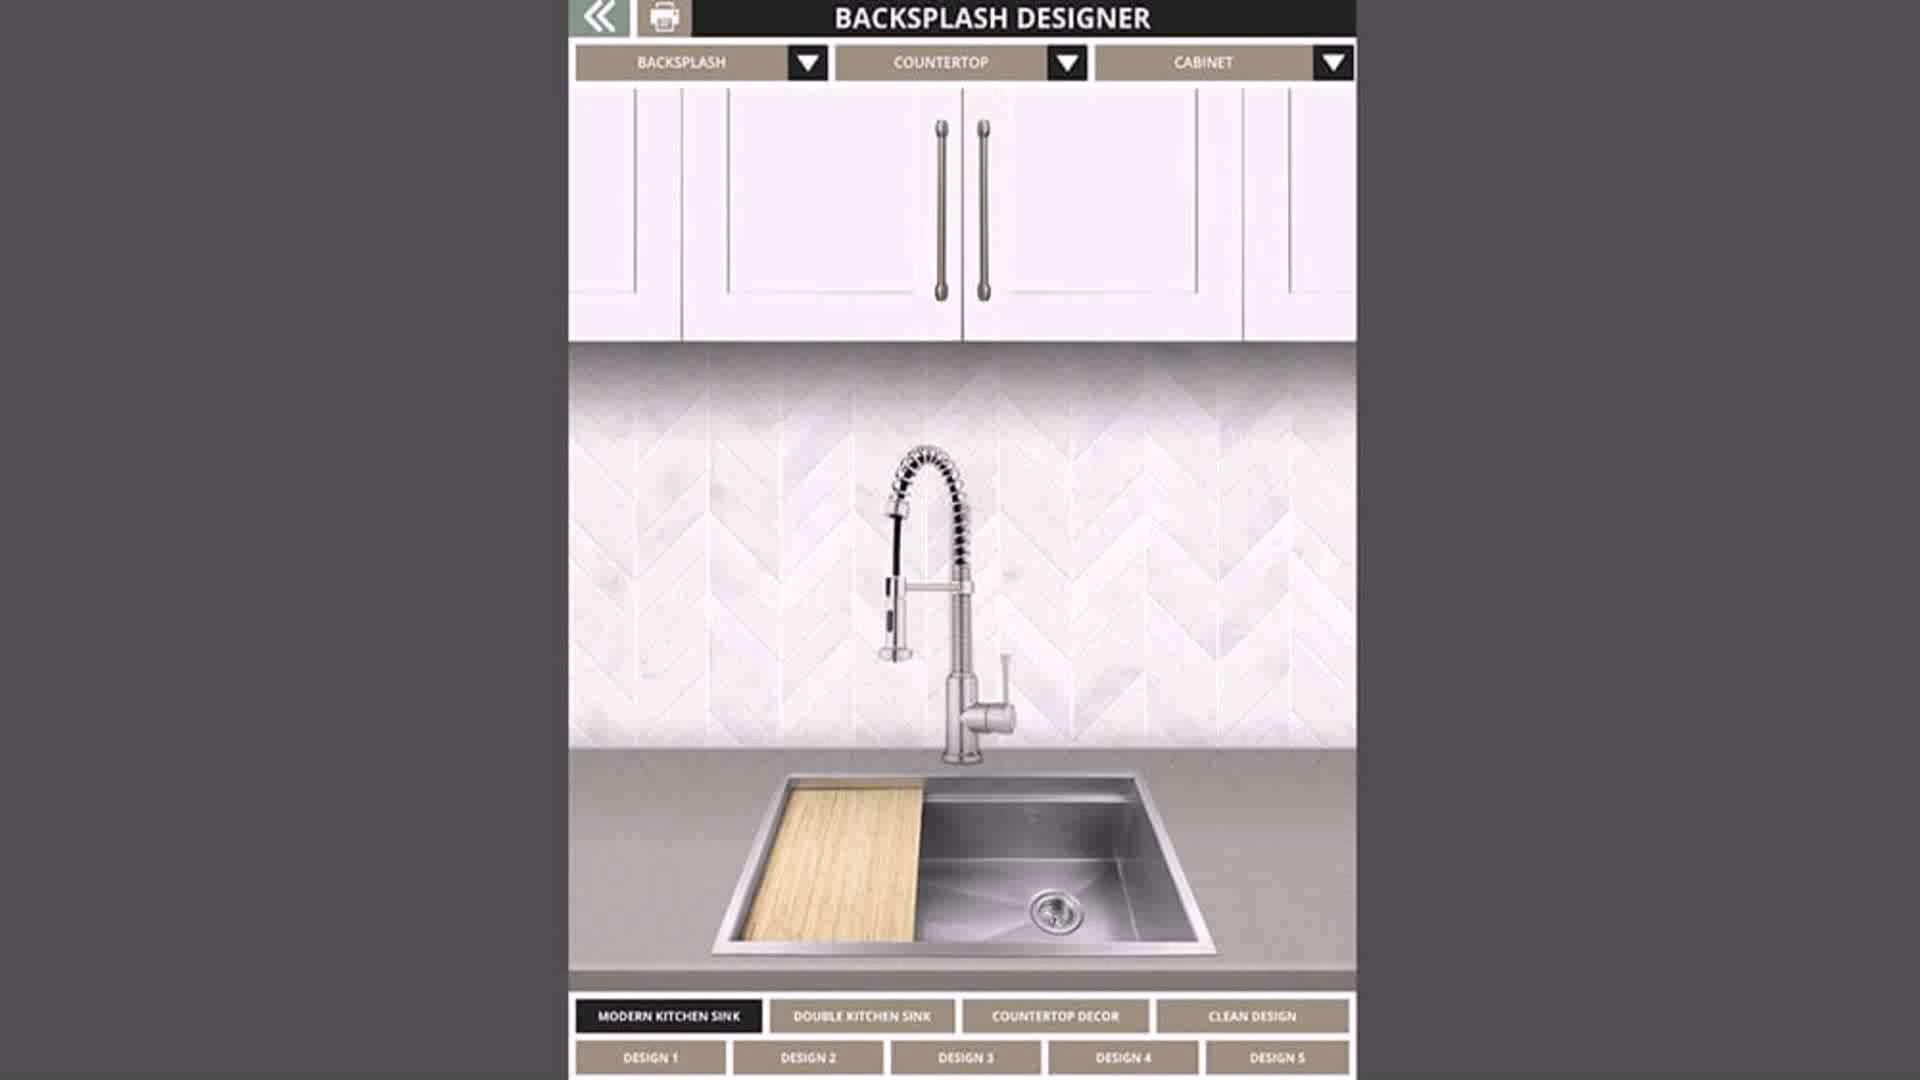 BACKSPLASH DESIGNER
BACKSPLASH COUNTERTOP CABINET
MODERN KITCHEN SINK DOUBLE KITCHEN SINK COUNTERTOP DECOR CLEAN DESIGN
DESIGN 1 DESIGN 2 DESIGN 3 DESIGN 4 DESIGN 5